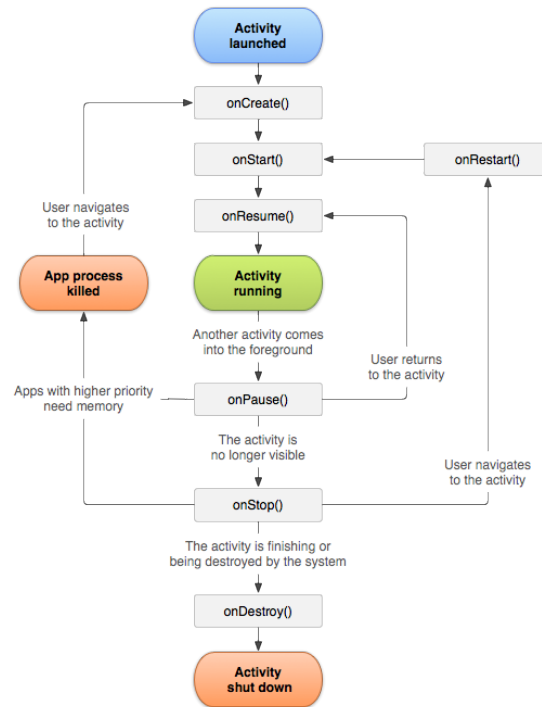 Activity
launched
onCreate()
onStart()
onRestart()
User navigates
to the activity
onResume()
App process
killed
Activity
running
Another activity comes
into the foreground
User returns
to the activity
Apps with higher priority
need memory
onPause()
The activity is
no longer visible
User navigates
to the activity
onStop()
The activity is finishing or
being destroyed by the system
onDestroy()
Activity
shut down